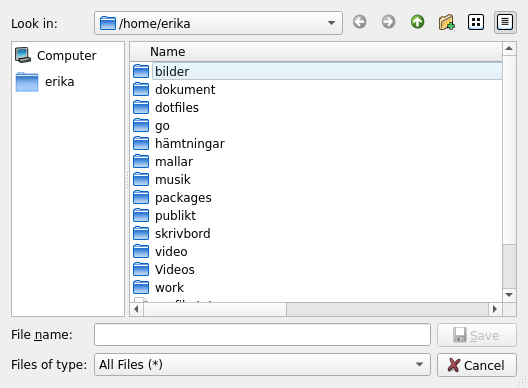 Look in: /home/erika
Computer
erika
Name
bilder
dokument
dotfiles
go
hämtningar
mallar
musik
packages
publikt
skrivbord
video
Videos
work
File name: Save
Files of type: All Files (*) Cancel